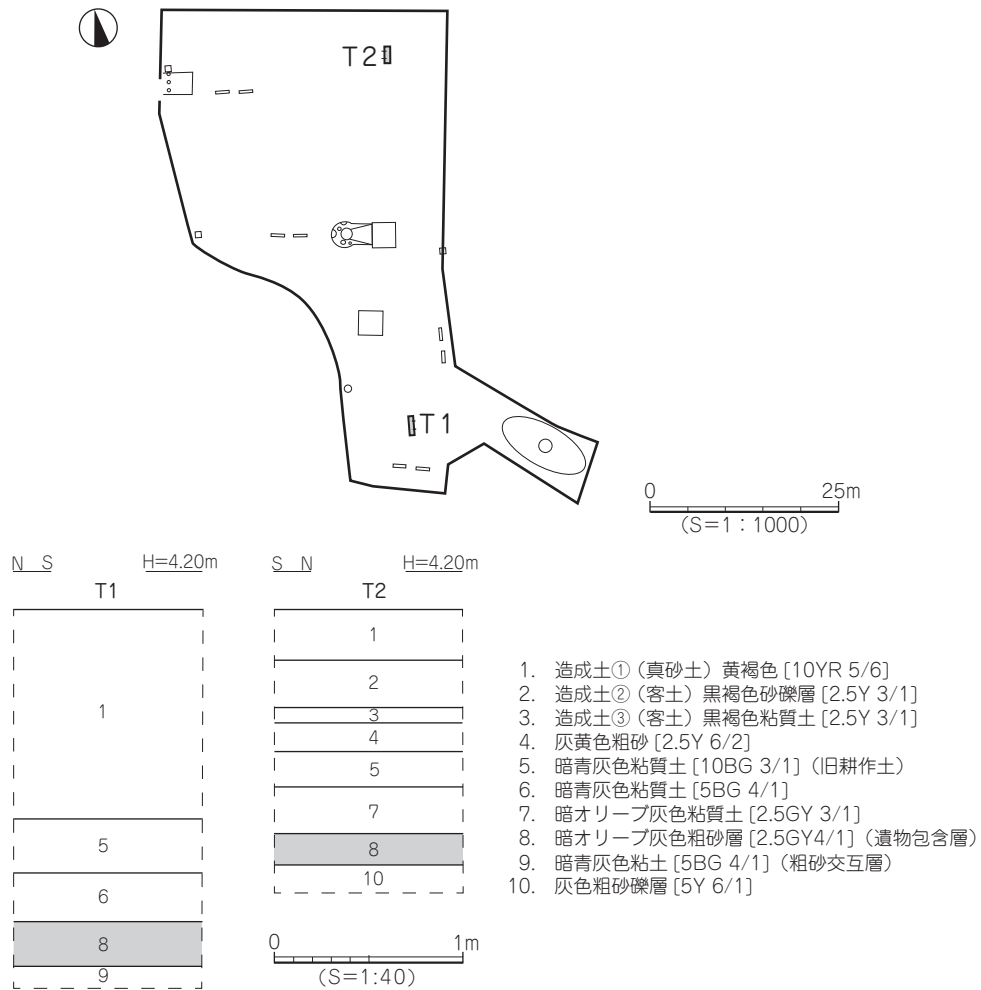 T2
T1
0 25m
(S=1:1000)
N S H=4.20m
T1
1
5
6
8
9
S N H=4.20m
T2
1
2
3
4
5
7
8
10
0 1m
(S=1:40)
1. 造成土①（真砂土）黄褐色 [10YR 5/6]
2. 造成土②（客土）黒褐色砂礫層 [2.5Y 3/1]
3. 造成土③（客土）黒褐色粘質土 [2.5Y 3/1]
4. 灰黄色粗砂 [2.5Y 6/2]
5. 暗青灰色粘質土 [10BG 3/1]（旧耕作土）
6. 暗青灰色粘質土 [5BG 4/1]
7. 暗オリーブ灰色粘質土 [2.5GY 3/1]
8. 暗オリーブ灰色粗砂層 [2.5GY4/1]（遺物包含層）
9. 暗青灰色粘土 [5BG 4/1]（粗砂交互層）
10. 灰色粗砂礫層 [5Y 6/1]